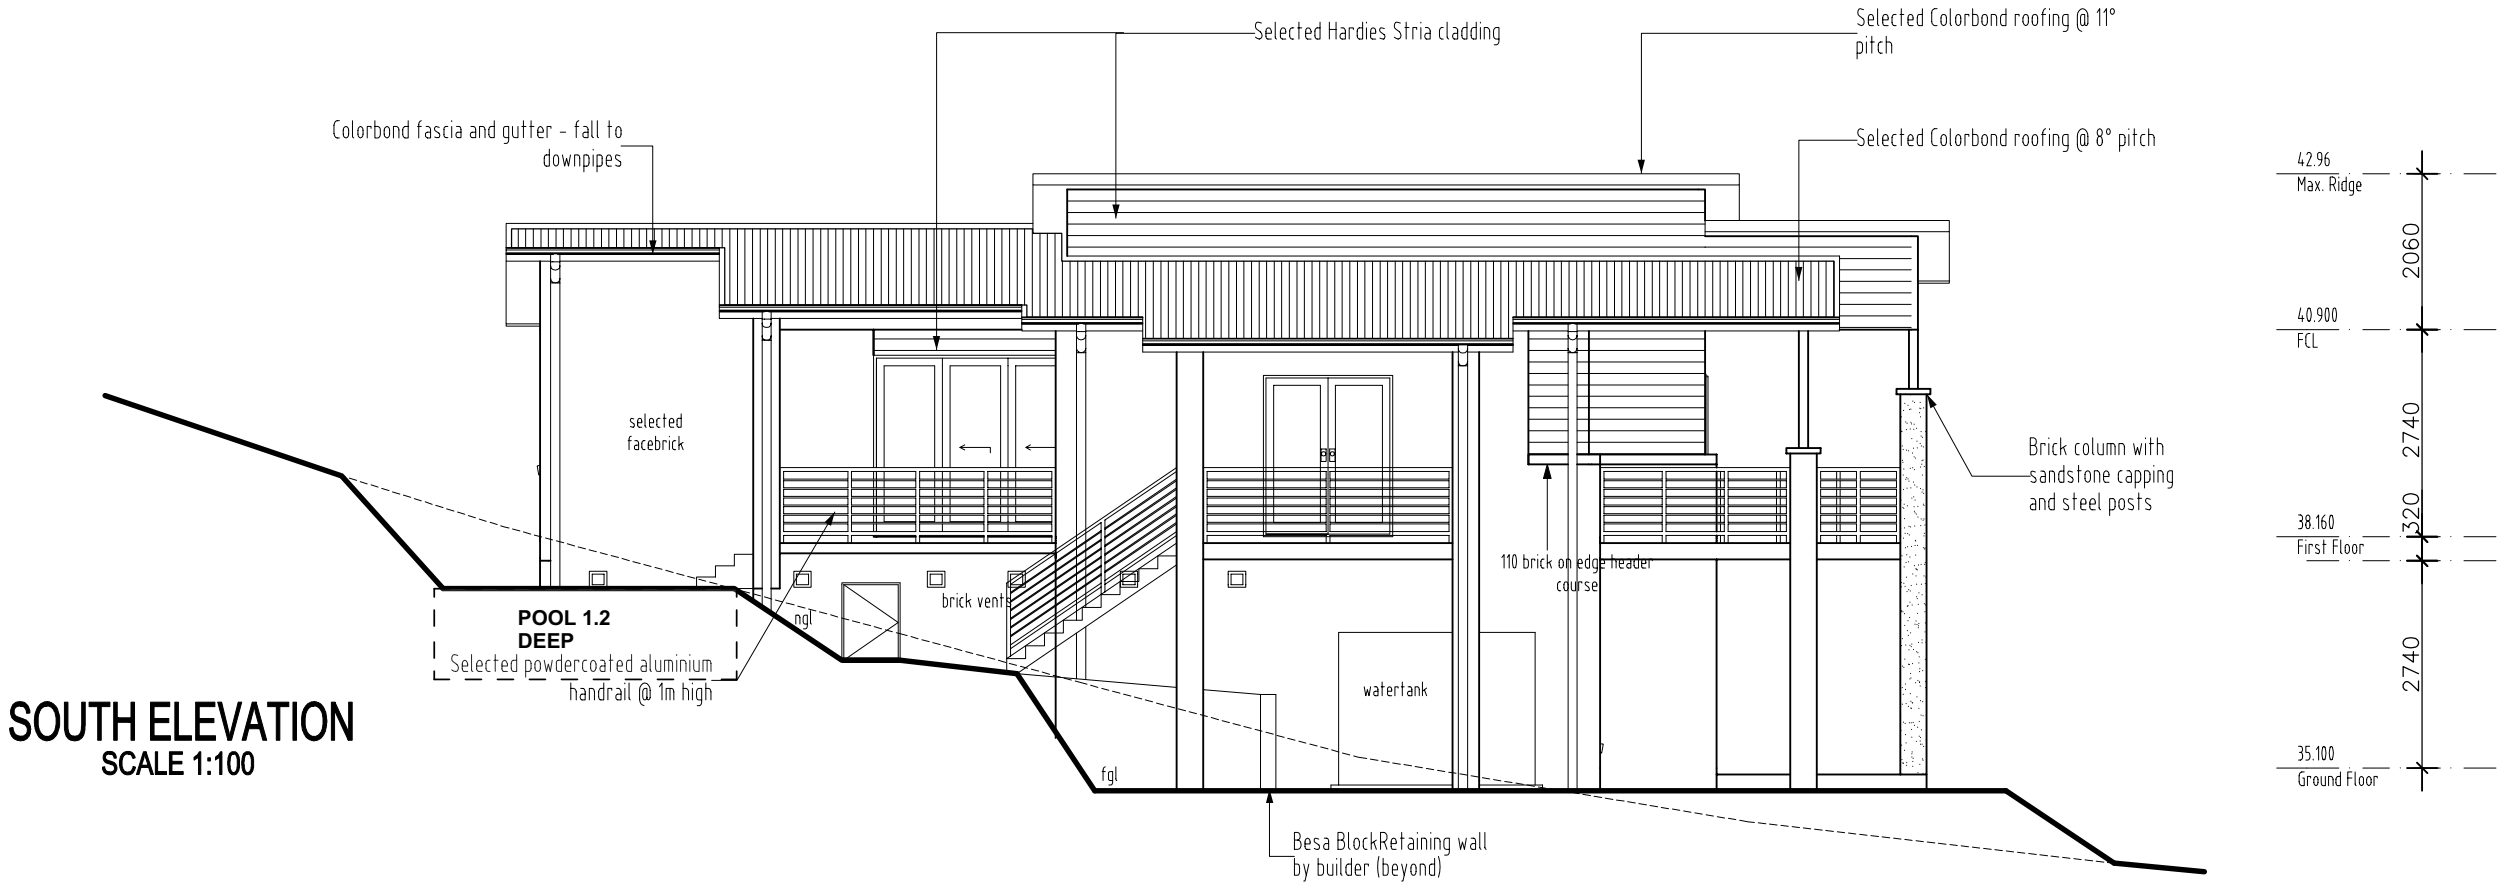 Selected Colorbond roofing @ 11°
pitch
Selected Hardies Stria cladding
Colorbond fascia and gutter - fall to
downpipes
Selected Colorbond roofing @ 8° pitch
42.96
Max. Ridge
2060
40.900
FCL
2740
selected
facebrick
Brick column with
sandstone capping
and steel posts
320
38.160
First Floor
110 brick on edge header
course
brick vents
ngl
POOL 1.2
DEEP
Selected powdercoated aluminium
handrail @ 1m high
watertank
2740
SOUTH ELEVATION
SCALE 1:100
fgl
35.100
Ground Floor
Besa BlockRetaining wall
by builder (beyond)